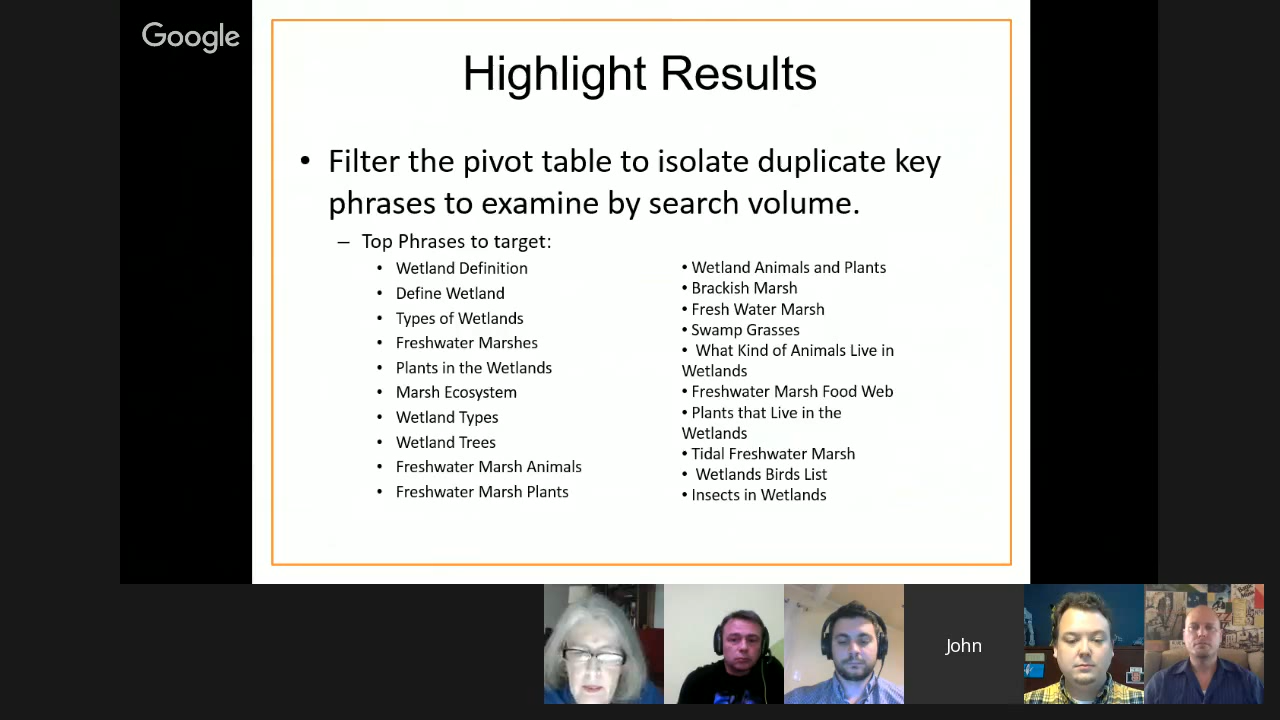 Google
Highlight Results
• Filter the pivot table to isolate duplicate key
phrases to examine by search volume.
– Top Phrases to target:
• Wetland Definition
• Define Wetland
• Types of Wetlands
• Freshwater Marshes
• Plants in the Wetlands
• Marsh Ecosystem
• Wetland Types
• Wetland Trees
• Freshwater Marsh Animals
• Freshwater Marsh Plants
• Wetland Animals and Plants
• Brackish Marsh
• Fresh Water Marsh
• Swamp Grasses
• What Kind of Animals Live in
Wetlands
• Freshwater Marsh Food Web
• Plants that Live in the
Wetlands
• Tidal Freshwater Marsh
• Wetlands Birds List
• Insects in Wetlands
John